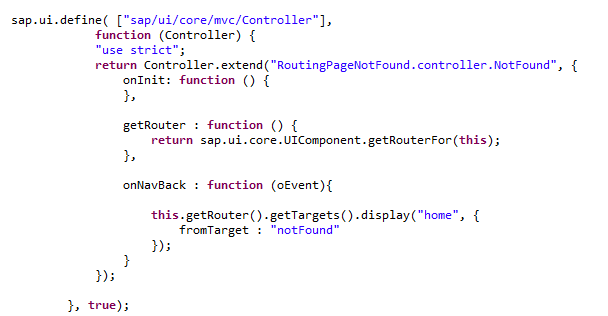 sap.ui.define( ["sap/ui/core/mvc/Controller"],
function (Controller) {
"use strict";
return Controller.extend("RoutingPageNotFound.controller.NotFound", {
onInit: function () {
},
getRouter : function () {
return sap.ui.core.UIComponent.getRouterFor(this);
},
onNavBack : function (oEvent){
this.getRouter().getTargets().display("home", {
fromTarget : "notFound"
});
}
});
}, true);